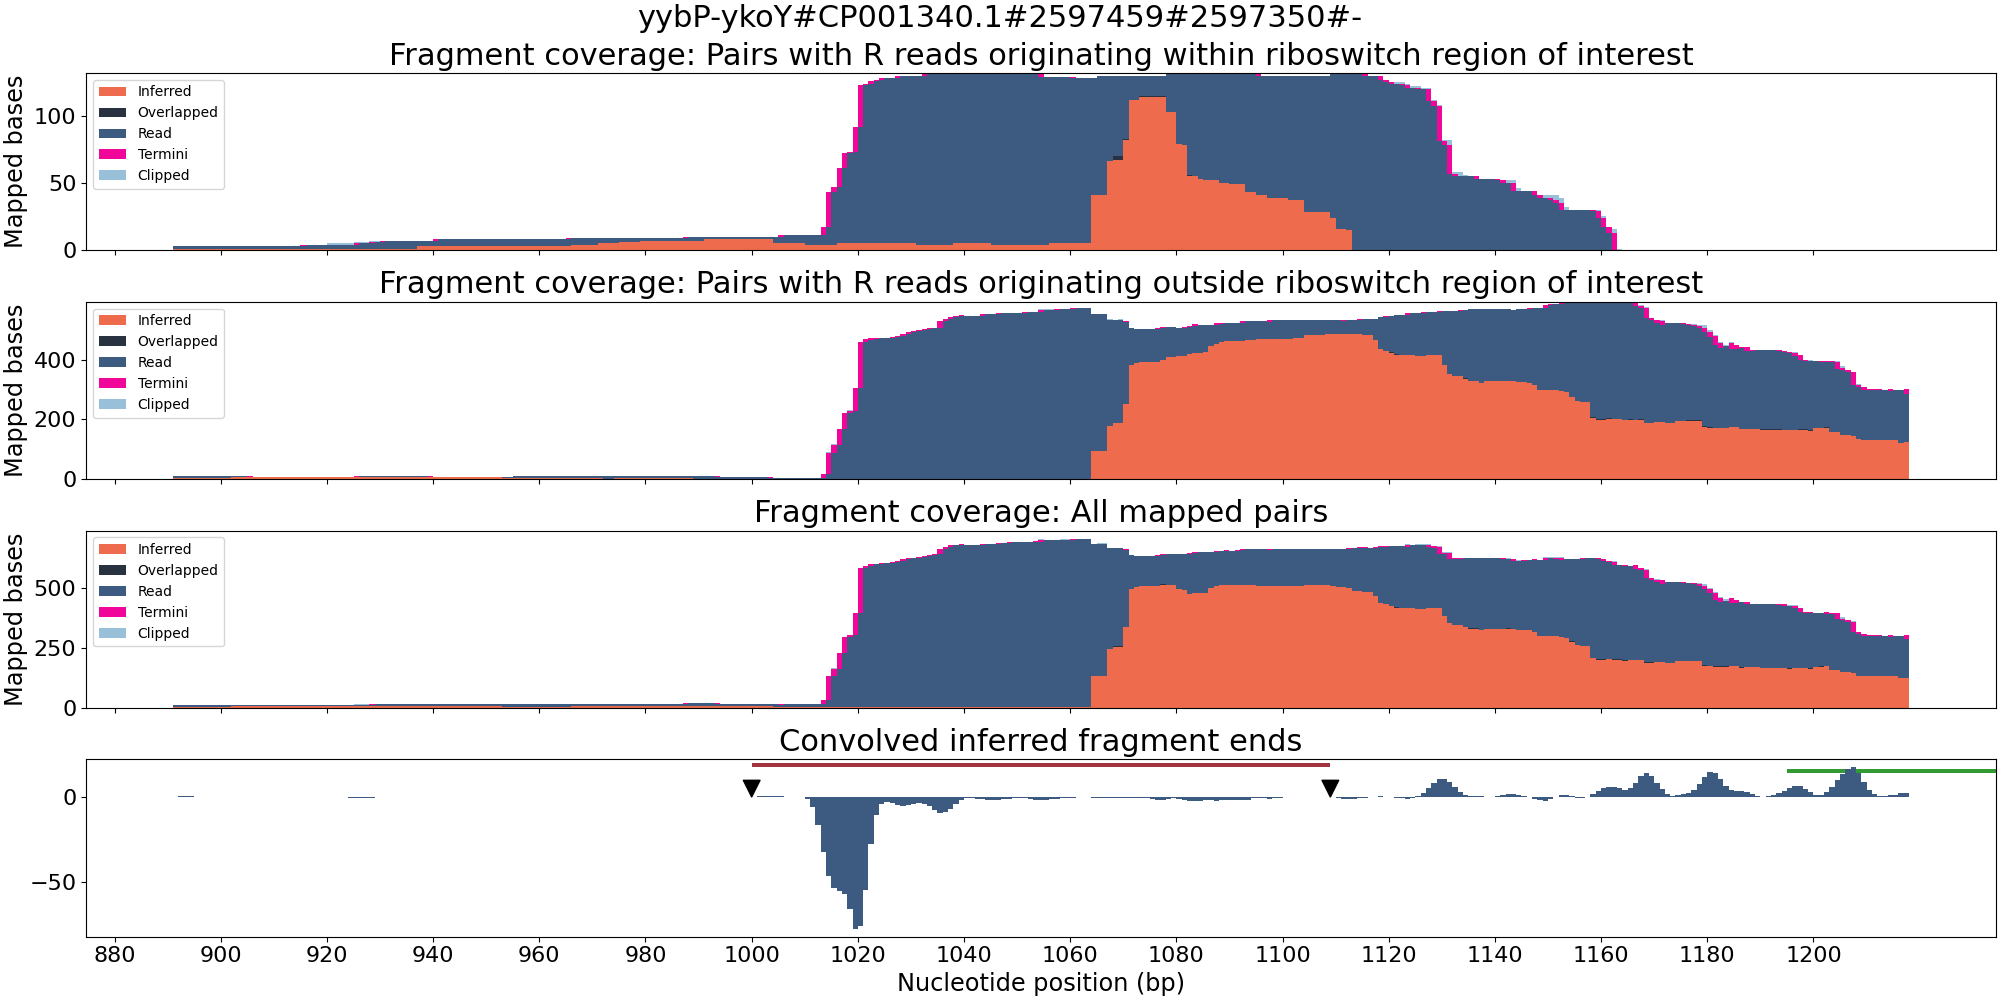 yybP-ykoY#CP001340.1#2597459#2597350#-
Fragment coverage: Pairs with R reads originating within riboswitch region of interest
Mapped bases
100
50
0
Inferred
Overlapped
Read
Termini
Clipped
Fragment coverage: Pairs with R reads originating outside riboswitch region of interest
Mapped bases
400
200
0
Inferred
Overlapped
Read
Termini
Clipped
Fragment coverage: All mapped pairs
Mapped bases
500
250
0
Inferred
Overlapped
Read
Termini
Clipped
Convolved inferred fragment ends
0
−50
880 900 920 940 960 980 1000 1020 1040 1060 1080 1100 1120 1140 1160 1180 1200
Nucleotide position (bp)